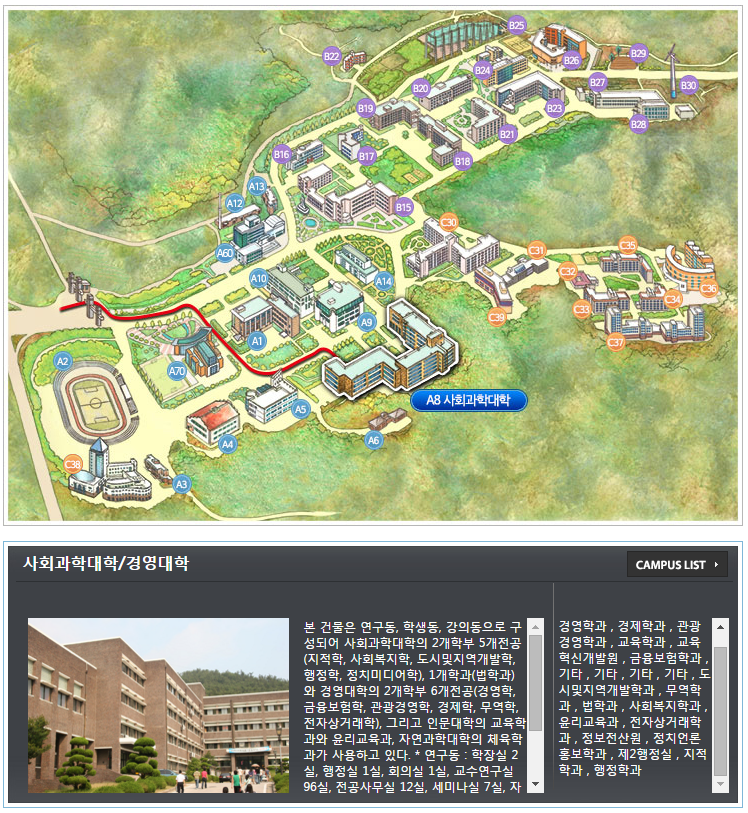 B25
B22
B26
B29
B24
B27
B30
B20
B19
B23
B28
B21
B16
B17
B18
A13
A12
B15
C30
A60
C31
C35
A10
A14
C32
C36
C34
C33
C39
A9
A1
C37
A2
A70
A8 사회과학대학
A5
A6
A4
C38
A3
사회과학대학/경영대학
CAMPUS LIST
본 건물은 연구동, 학생동, 강의동으로 구
성되어 사회과학대학의 2개학부 5개전공
(지적학, 사회복지학, 도시및지역개발학,
행정학, 정치미디어학), 1개학과(법학과)
와 경영대학의 2개학부 6개전공(경영학,
금융보험학, 관광경영학, 경제학, 무역학,
전자상거래학), 그리고 인문대학의 교육학
과와 윤리교육과, 자연과학대학의 체육학
과가 사용하고 있다. * 연구동 : 학장실 2
실, 행정실 1실, 회의실 1실, 교수연구실
96실, 전공사무실 12실, 세미나실 7실, 자
경영학과 , 경제학과 , 관광
경영학과 , 교육학과 , 교육
혁신개발원 , 금융보험학과 ,
기타 , 기타 , 기타 , 기타 , 도
시및지역개발학과 , 무역학
과 , 법학과 , 사회복지학과 ,
윤리교육과 , 전자상거래학
과 , 정보전산원 , 정치언론
홍보학과 , 제2행정실 , 지적
학과 , 행정학과